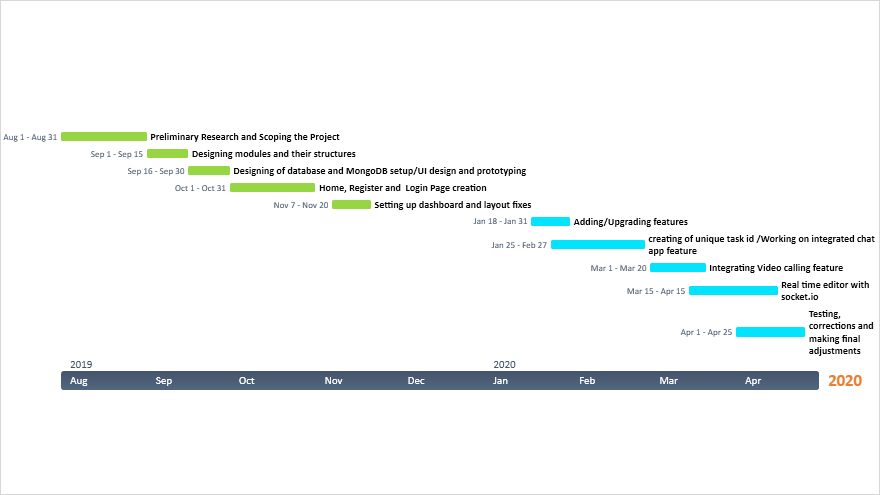 Aug 1 - Aug 31 Preliminary Research and Scoping the Project
Sep 1 - Sep 15 Designing modules and their structures
Sep 16 - Sep 30 Designing of database and MongoDB setup/UI design and prototyping
Oct 1 - Oct 31 Home, Register and Login Page creation
Nov 7 - Nov 20 Setting up dashboard and layout fixes
Jan 18 - Jan 31 Adding/Upgrading features
Jan 25 - Feb 27 creating of unique task id /Working on integrated chat
app feature
Mar 1 - Mar 20 Integrating Video calling feature
Mar 15 - Apr 15 Real time editor with
socket.io
Apr 1 - Apr 25 Testing,
corrections and
making final
adjustments
2019 2020
Aug Sep Oct Nov Dec Jan Feb Mar Apr 2020